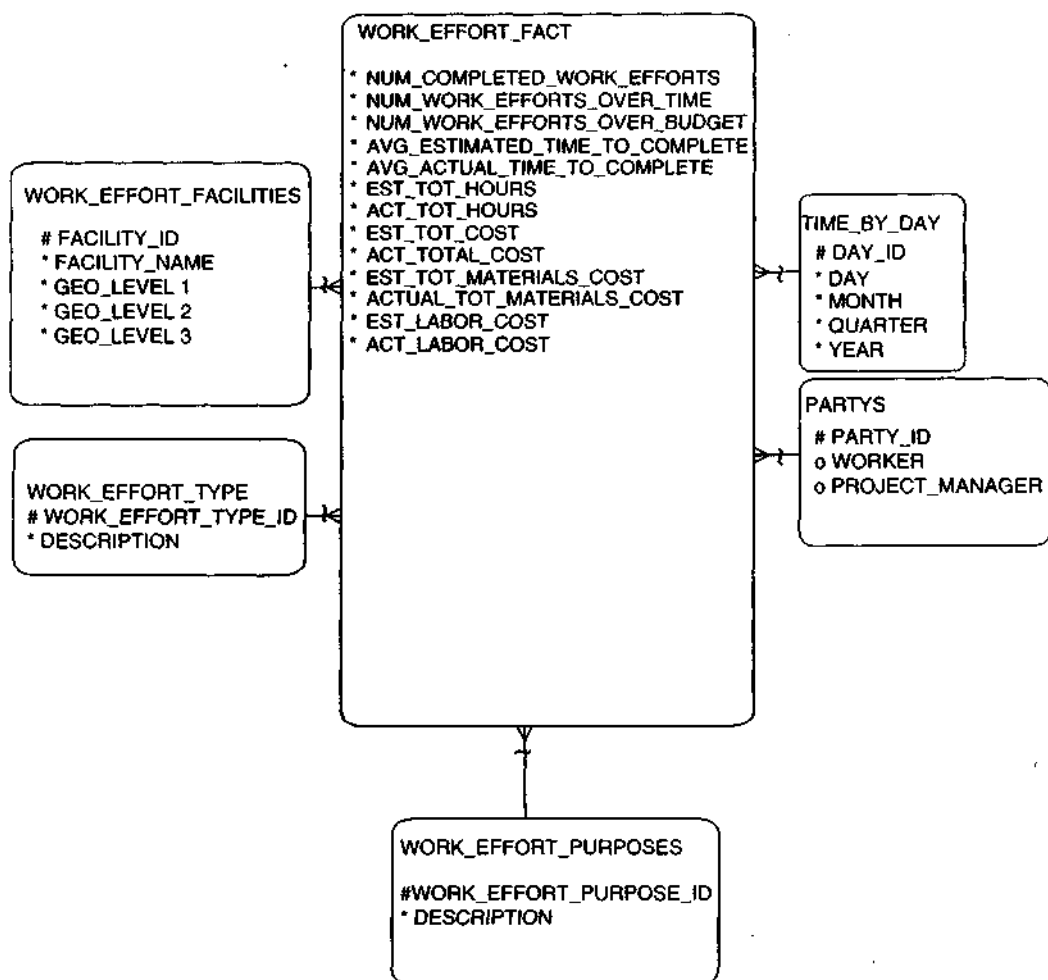 WORK_EFFORT_FACT
* NUM_COMPLETED_WORK_EFFORTS
* NUM_WORK_EFFORTS_OVER_TIME
* NUM_WORK_EFFORTS_OVER_BUDGET
* AVG_ESTIMATED_TIME_TO_COMPLETE
* AVG_ACTUAL_TIME_TO_COMPLETE
* EST_TOT_HOURS
* ACT_TOT_HOURS
* EST_TOT_COST
* ACT_TOTAL_COST
* EST_TOT_MATERIALS_COST
* ACTUAL_TOT_MATERIALS_COST
* EST_LABOR_COST
* ACT_LABOR_COST
WORK_EFFORT_FACILITIES
# FACILITY_ID
* FACILITY_NAME
* GEO_LEVEL 1
* GEO_LEVEL 2
* GEO_LEVEL 3
TIME_BY_DAY
# DAY_ID
* DAY
* MONTH
* QUARTER
* YEAR
PARTYS
# PARTY_ID
o WORKER
o PROJECT_MANAGER
WORK_EFFORT_TYPE
# WORK_EFFORT_TYPE_ID
* DESCRIPTION
WORK_EFFORT_PURPOSES
#WORK_EFFORT_PURPOSE_ID
* DESCRIPTION